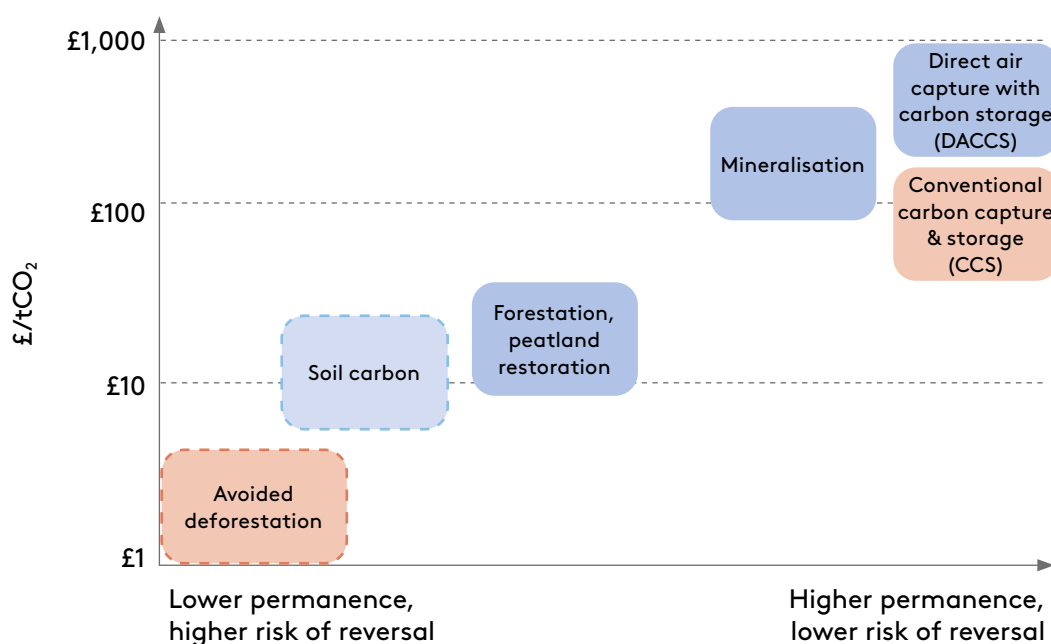 £1,000
£100
£10
£1
£/tCO₂
Direct air
capture with
carbon storage
(DACCS)
Mineralisation
Conventional
carbon capture
& storage
(CCS)
Forestation,
peatland
restoration
Soil carbon
Avoided
deforestation
Lower permanence,
higher risk of reversal
Higher permanence,
lower risk of reversal